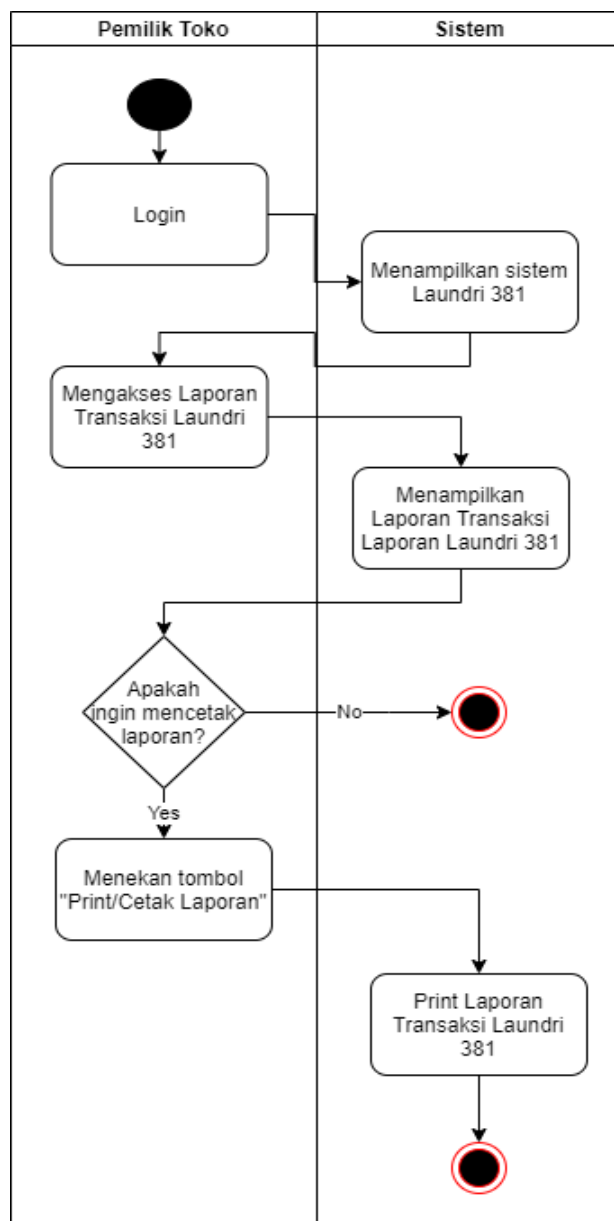 Pemilik Toko
Sistem
Login
Menampilkan sistem
Laundri 381
Mengakses Laporan
Transaksi Laundri
381
Menampilkan
Laporan Transaksi
Laporan Laundri 381
Apakah
ingin mencetak
laporan?
No
Yes
Menekan tombol
"Print/Cetak Laporan"
Print Laporan
Transaksi Laundri
381